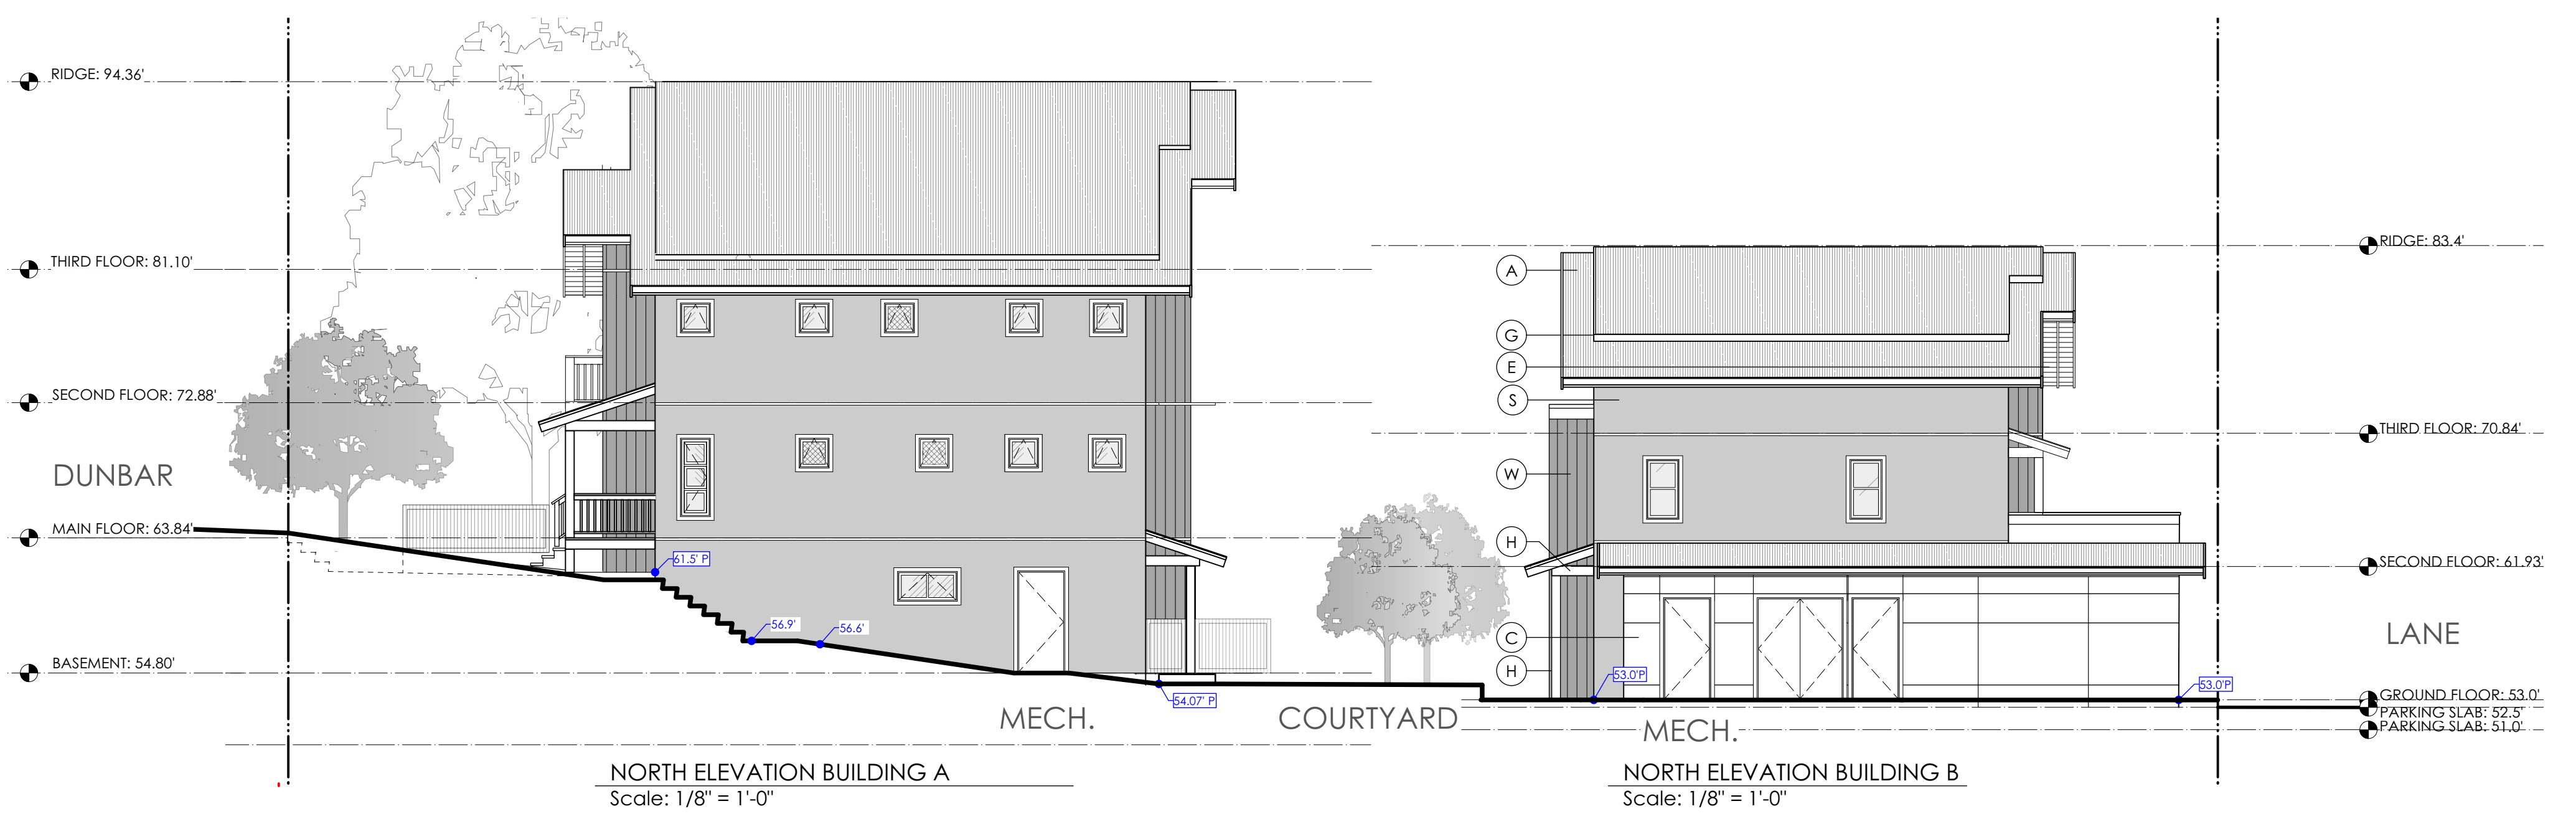 RIDGE: 94.36'
THIRD FLOOR: 81.10'
SECOND FLOOR: 72.88'
DUNBAR
MAIN FLOOR: 63.84'
BASEMENT: 54.80'
61.5' P
56.9'
56.6'
54.07' P
MECH.
COURTYARD
NORTH ELEVATION BUILDING A
Scale: 1/8" = 1'-0"
A
G
E
S
W
H
C
H
53.0'P
53.0'P
MECH.
NORTH ELEVATION BUILDING B
Scale: 1/8" = 1'-0"
RIDGE: 83.4'
THIRD FLOOR: 70.84'
SECOND FLOOR: 61.93'
LANE
GROUND FLOOR: 53.0'
PARKING SLAB: 52.5'
PARKING SLAB: 51.0'